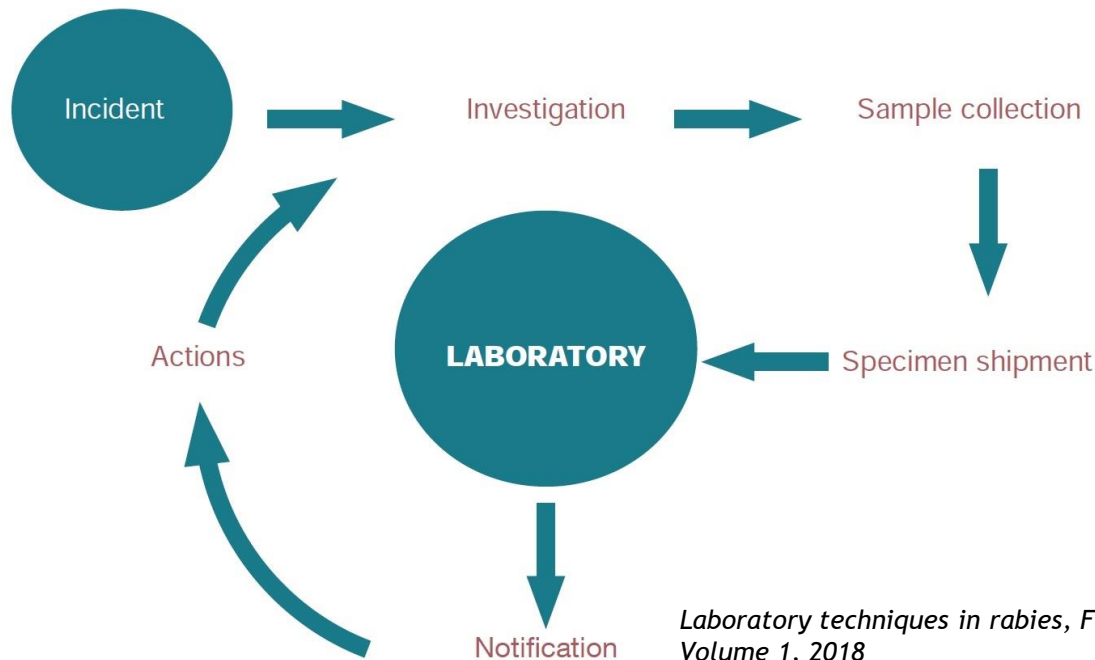 Incident
Investigation
Sample collection
LABORATORY
Actions
Specimen shipment
Notification
Laboratory techniques in rabies, F
Volume 1, 2018